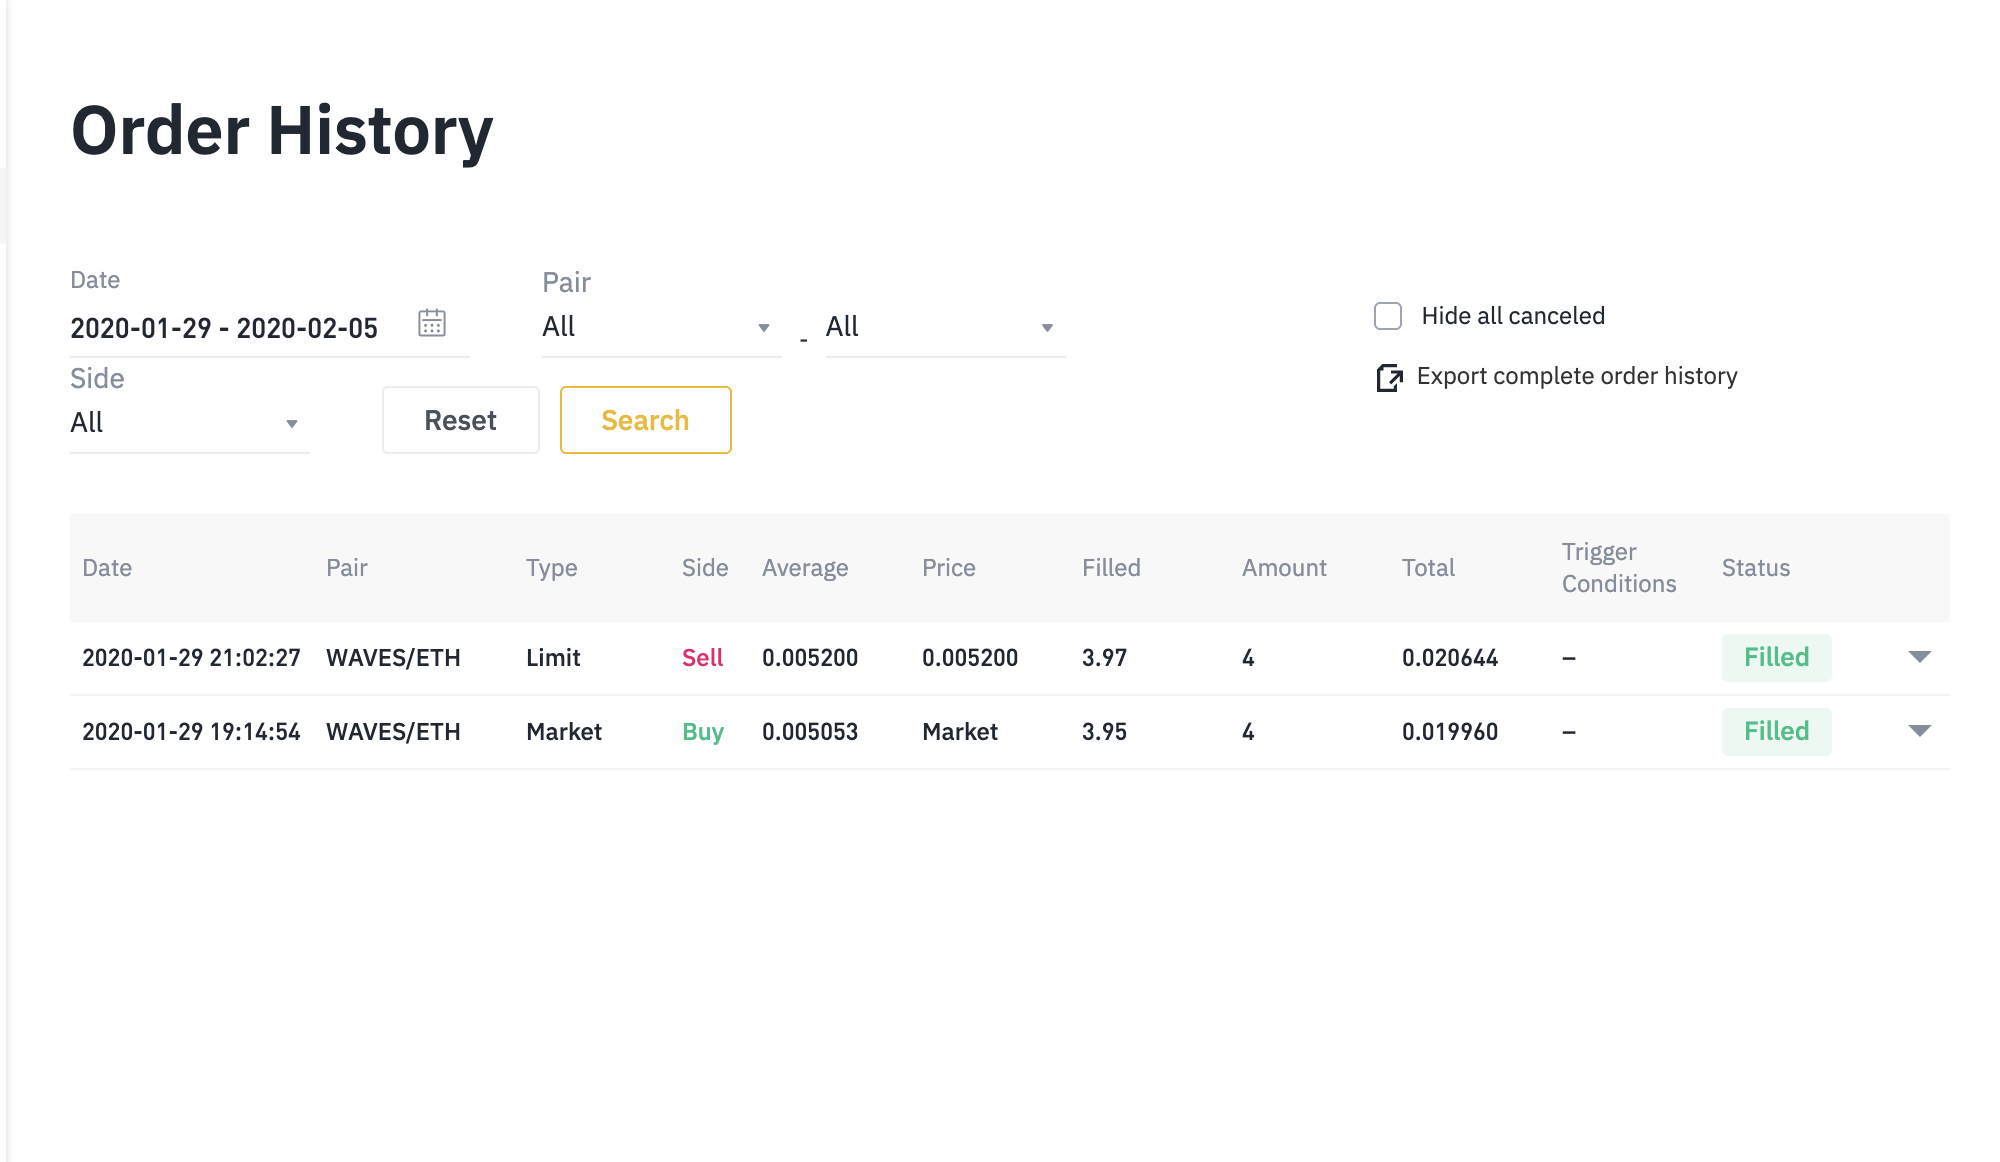 Order History
Date
2020-01-29 - 2020-02-05
Pair
All - All
Hide all canceled
Export complete order history
Side
All
Reset Search
Date Pair Type Side Average Price Filled Amount Total Trigger Conditions Status
2020-01-29 21:02:27 WAVES/ETH Limit Sell 0.005200 0.005200 3.97 4 0.020644 – Filled
2020-01-29 19:14:54 WAVES/ETH Market Buy 0.005053 Market 3.95 4 0.019960 – Filled